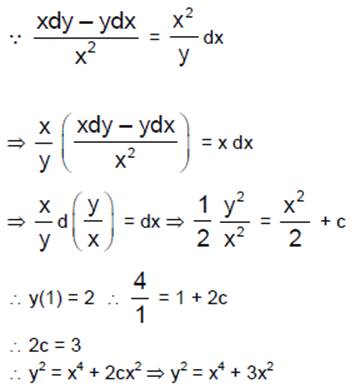 ∵ (xdy – ydx)/x² = x²/y dx
⇒ x/y ((xdy – ydx)/x²) = x dx
⇒ x/y d(y/x) = dx ⇒ 1/2 y²/x² = x²/2 + c
∴ y(1) = 2 ∴ 4/1 = 1 + 2c
∴ 2c = 3
∴ y² = x⁴ + 2cx² ⇒ y² = x⁴ + 3x²